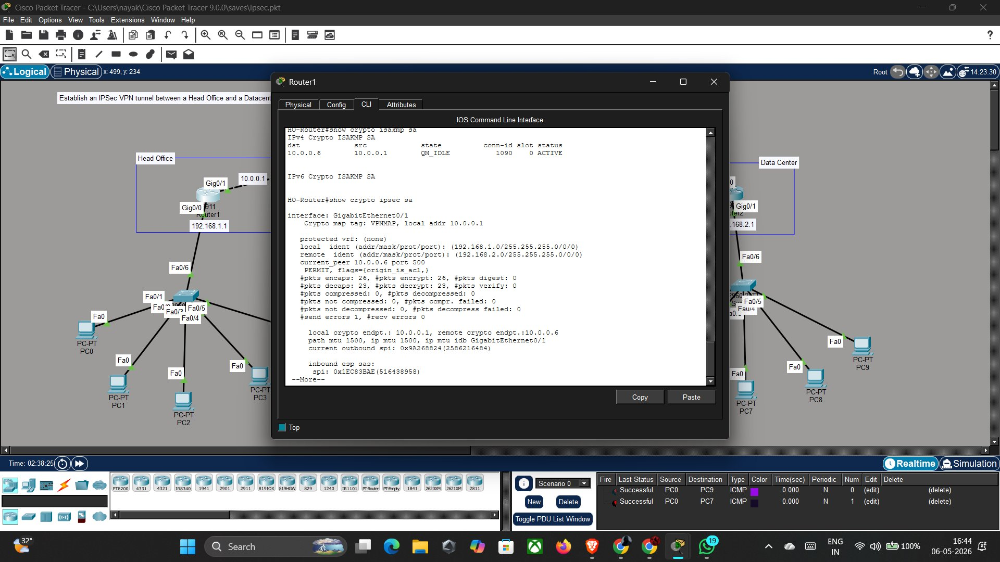 Cisco Packet Tracer - C:\Users\nayak\Cisco Packet Tracer 9.0.0\saves\Ipsec.pkt
File Edit Options View Tools Extensions Window Help
?
Logical Physical x: 499, y: 234
Root 14:23:30
Establish an IPSec VPN tunnel between a Head Office and a Datacent
Head Office
10.0.0.1
Gig0/1
Gig0/0
Router1
192.168.1.1
Fa0/6
Fa0/1
Fa0/3
Fa0/5
Fa0/4
Fa0
PC-PT
PC0
Fa0
PC-PT
PC1
Fa0
PC-PT
PC2
Fa0
PC-PT
PC3
Router1
Physical Config CLI Attributes
IOS Command Line Interface
HO-Router#show crypto isakmp sa
IPv4 Crypto ISAKMP SA
dst src state conn-id slot status
10.0.0.6 10.0.0.1 QM_IDLE 1090 0 ACTIVE
IPv6 Crypto ISAKMP SA
HO-Router#show crypto ipsec sa
interface: GigabitEthernet0/1
Crypto map tag: VPNMAP, local addr 10.0.0.1
protected vrf: (none)
local ident (addr/mask/prot/port): (192.168.1.0/255.255.255.0/0/0)
remote ident (addr/mask/prot/port): (192.168.2.0/255.255.255.0/0/0)
current_peer 10.0.0.6 port 500
PERMIT, flags={origin_is_acl,}
#pkts encaps: 26, #pkts encrypt: 26, #pkts digest: 0
#pkts decaps: 23, #pkts decrypt: 23, #pkts verify: 0
#pkts compressed: 0, #pkts decompressed: 0
#pkts not compressed: 0, #pkts compr. failed: 0
#pkts not decompressed: 0, #pkts decompress failed: 0
#send errors 1, #recv errors 0
local crypto endpt.: 10.0.0.1, remote crypto endpt.:10.0.0.6
path mtu 1500, ip mtu 1500, ip mtu idb GigabitEthernet0/1
current outbound spi: 0x9A268824(2586216484)
inbound esp sas:
spi: 0x1EC83BAE(516438958)
--More--
Copy Paste
Top
Data Center
Gig0/1
.168.2.1
Fa0/6
Fa0/5
Fa0/4
Fa0
PC-PT
PC7
Fa0
PC-PT
PC8
Fa0
PC-PT
PC9
Time: 02:38:25
Realtime Simulation
PT8200 4331 4321 IR8340 1941 2901 2911 819IOX 819HGW 829 1240 IR1101 PT-Router PT-Empty 1841 2620XM 2621XM 2811
Scenario 0
New Delete
Toggle PDU List Window
Fire Last Status Source Destination Type Color Time(sec) Periodic Num Edit Delete
Successful PC0 PC9 ICMP 0.000 N 0 (edit) (delete)
Successful PC0 PC7 ICMP 0.000 N 1 (edit) (delete)
32°
Search
19
ENG
IN
100%
16:44
06-05-2026